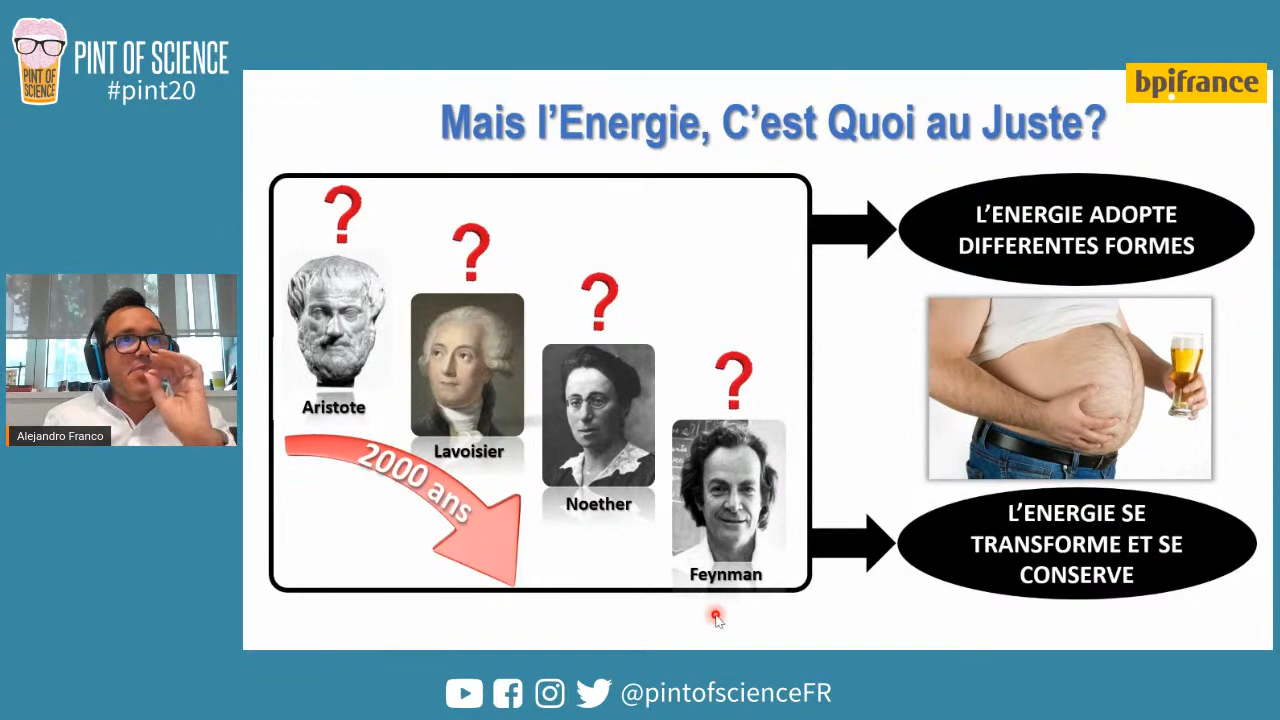 PINT OF SCIENCE
#pint20
PINT OF
SCIENCE
bpifrance
Mais l'Energie, C'est Quoi au Juste?
?
?
?
?
Aristote
Lavoisier
Noether
Feynman
2000 ans
L'ENERGIE ADOPTE
DIFFERENTES FORMES
L'ENERGIE SE
TRANSFORME ET SE
CONSERVE
Alejandro Franco
@pintofscienceFR